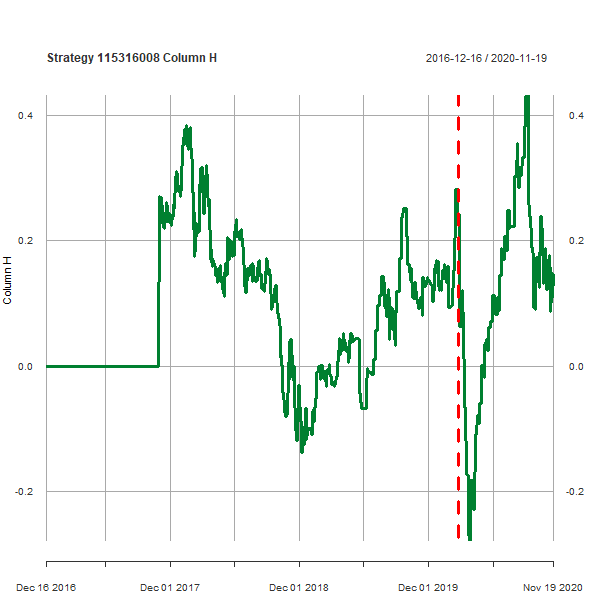 Strategy 115316008 Column H
2016-12-16 / 2020-11-19
Column H
0.4 0.4
0.2 0.2
0.0 0.0
-0.2 -0.2
Dec 16 2016 Dec 01 2017 Dec 01 2018 Dec 01 2019 Nov 19 2020